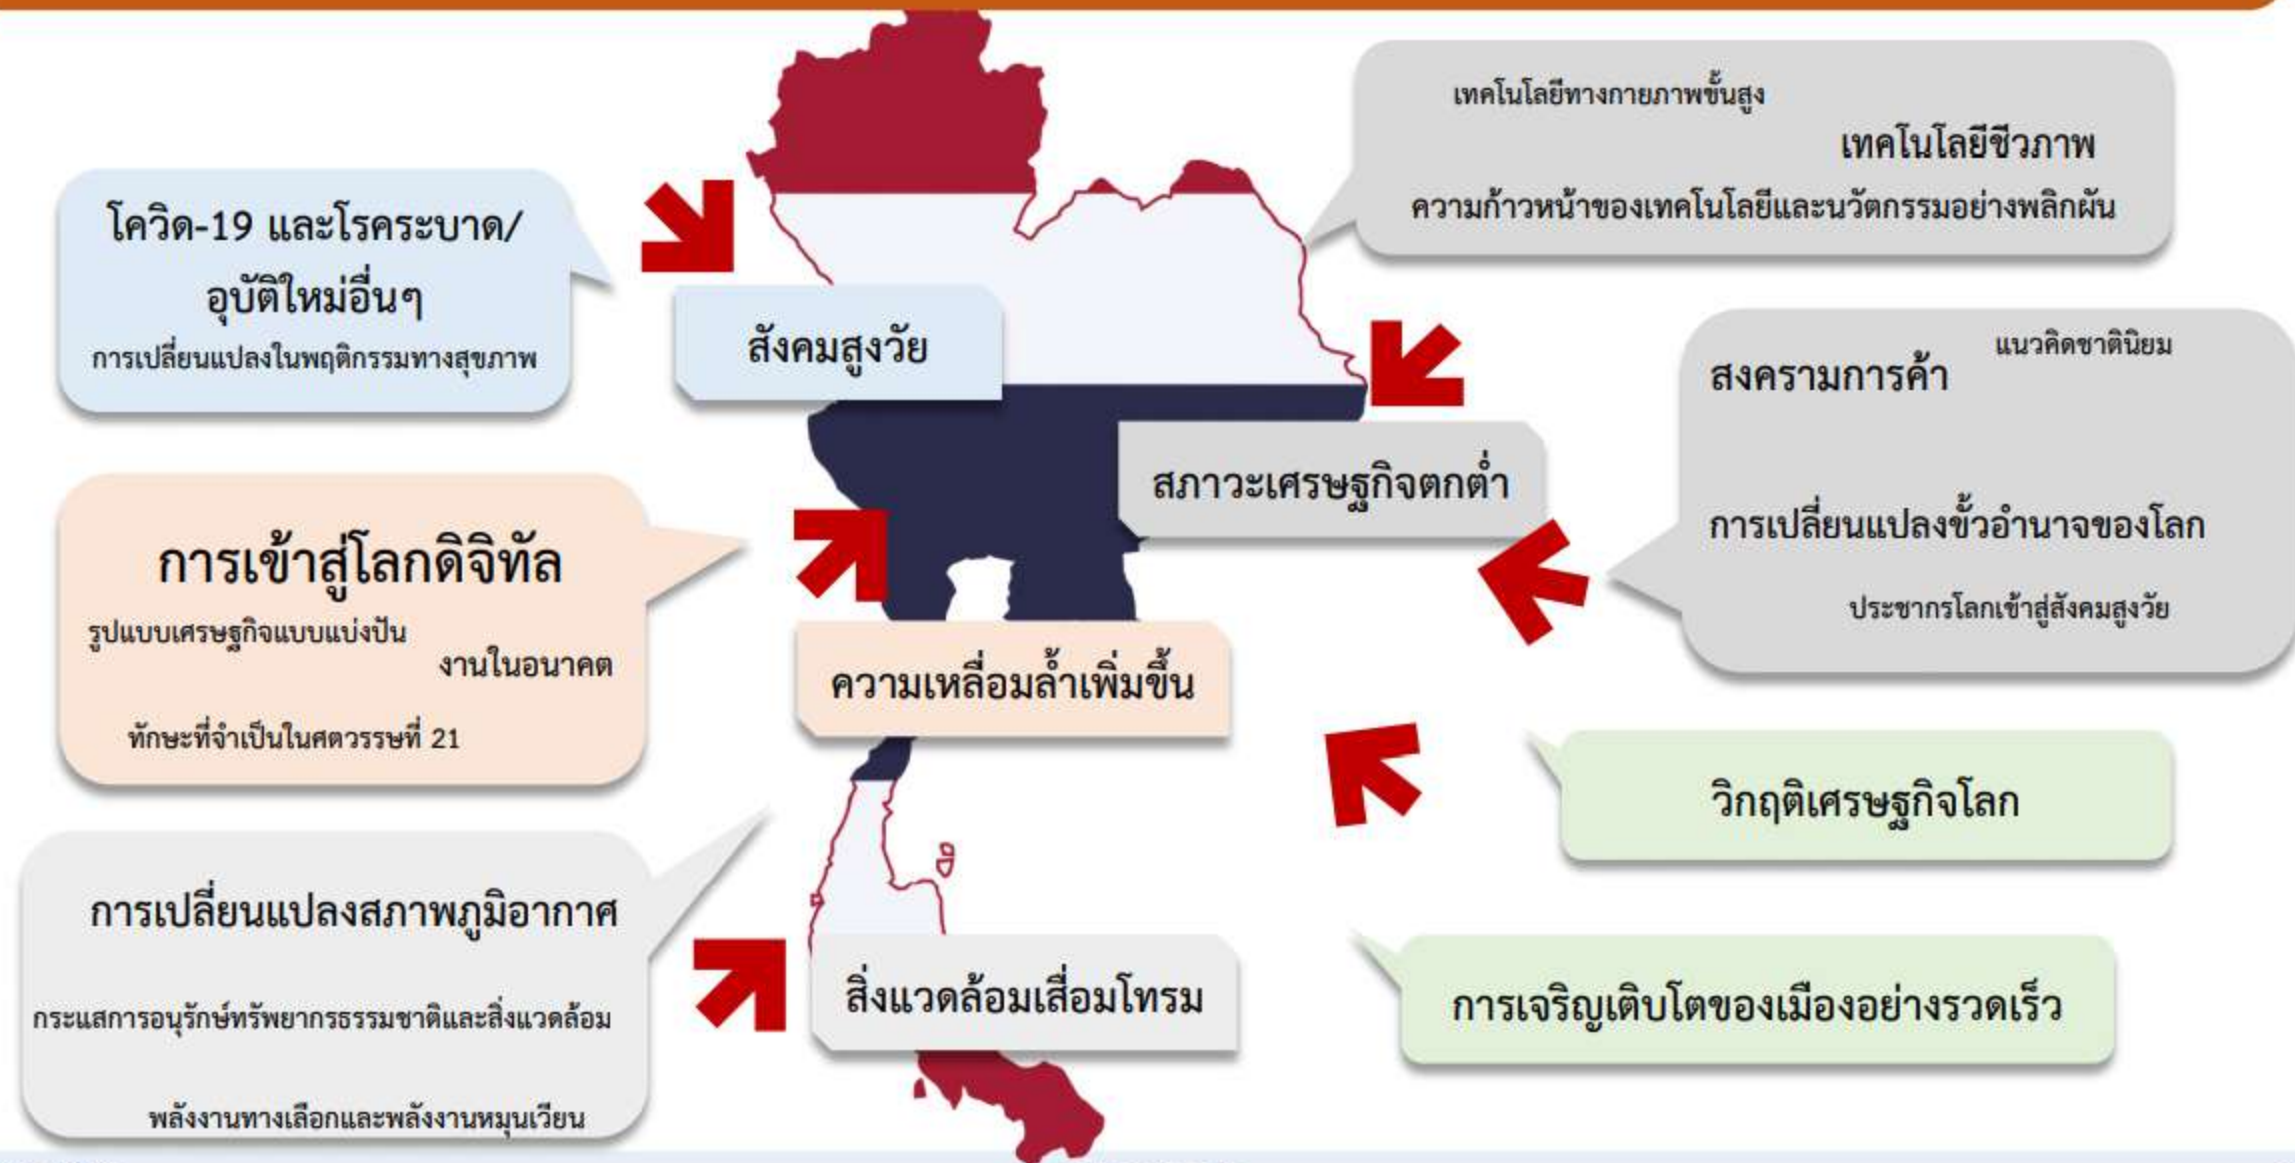 เทคโนโลยีทางกายภาพขั้นสูง
เทคโนโลยีชีวภาพ
ความก้าวหน้าของเทคโนโลยีและนวัตกรรมอย่างพลิกผัน
โควิด-19 และโรคระบาด/
อุบัติใหม่อื่นๆ
การเปลี่ยนแปลงในพฤติกรรมทางสุขภาพ
สังคมสูงวัย
แนวคิดชาตินิยม
สงครามการค้า
การเปลี่ยนแปลงขั้วอำนาจของโลก
ประชากรโลกเข้าสู่สังคมสูงวัย
สภาวะเศรษฐกิจตกต่ำ
การเข้าสู่โลกดิจิทัล
รูปแบบเศรษฐกิจแบบแบ่งปัน
งานในอนาคต
ทักษะที่จำเป็นในศตวรรษที่ 21
ความเหลื่อมล้ำเพิ่มขึ้น
วิกฤติเศรษฐกิจโลก
การเปลี่ยนแปลงสภาพภูมิอากาศ
กระแสการอนุรักษ์ทรัพยากรธรรมชาติและสิ่งแวดล้อม
พลังงานทางเลือกและพลังงานหมุนเวียน
สิ่งแวดล้อมเสื่อมโทรม
การเจริญเติบโตของเมืองอย่างรวดเร็ว